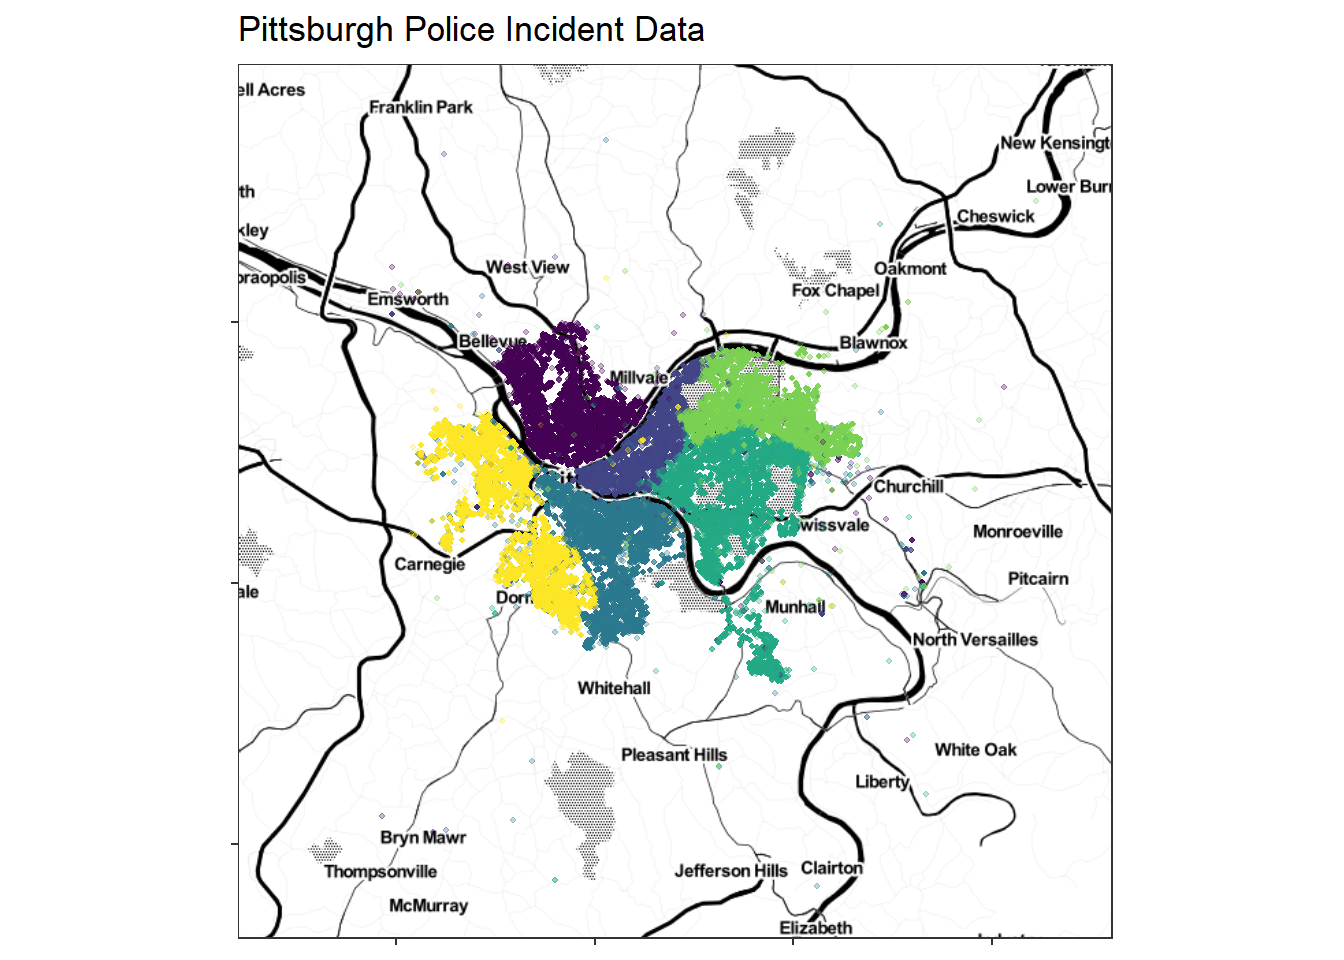 Pittsburgh Police Incident Data
ell Acres
Franklin Park
New Kensingt
th
Lower Burr
Cheswick
kley
West View
Oakmont
oraopolis
Fox Chapel
Emsworth
Bellevue
Blawnox
Millvale
Churchill
wissvale
Monroeville
Carnegie
Pitcairn
ale
Dorm
Munhall
North Versailles
Whitehall
White Oak
Pleasant Hills
Liberty
Bryn Mawr
Thompsonville
Jefferson Hills
Clairton
McMurray
Elizabeth